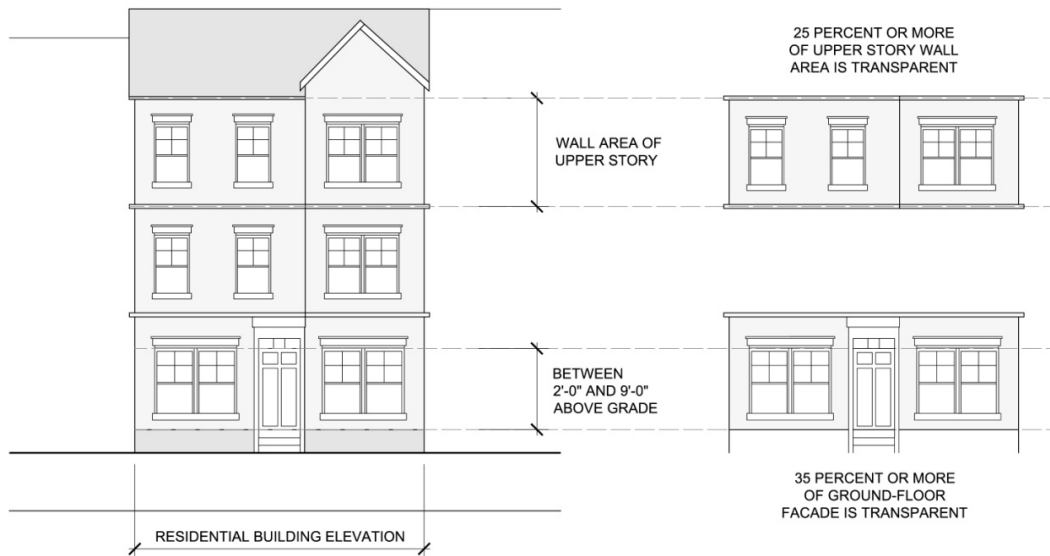 25 PERCENT OR MORE
OF UPPER STORY WALL
AREA IS TRANSPARENT
WALL AREA OF
UPPER STORY
BETWEEN
2'-0" AND 9'-0"
ABOVE GRADE
35 PERCENT OR MORE
OF GROUND-FLOOR
FACADE IS TRANSPARENT
RESIDENTIAL BUILDING ELEVATION